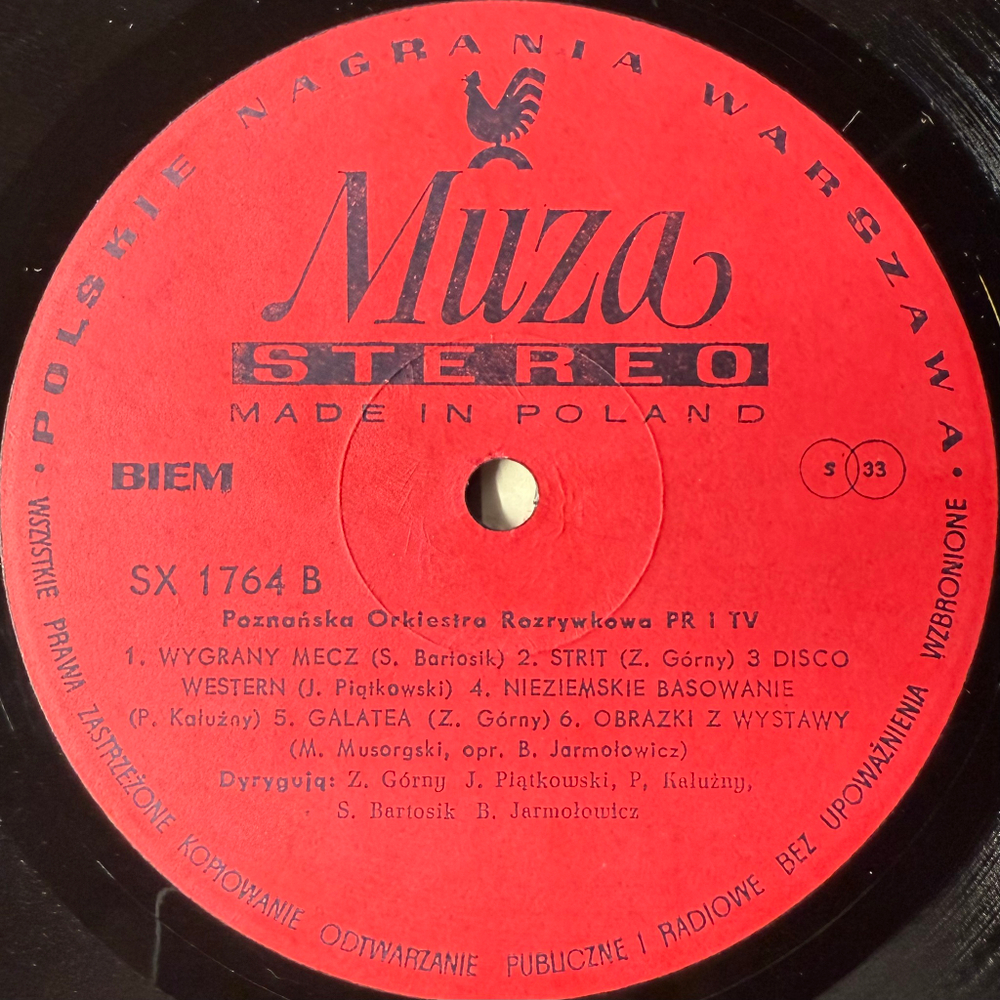 · POLSKIE NAGRANIA WARSZAWA ·
Muza
STEREO
MADE IN POLAND
BIEM
S 33
SX 1764 B
Poznańska Orkiestra Rozrywkowa PR i TV
1. WYGRANY MECZ (S. Bartosik) 2. STRIT (Z. Górny) 3 DISCO
WESTERN (J. Piątkowski) 4. NIEZIEMSKIE BASOWANIE
(P. Kałużny) 5. GALATEA (Z. Górny) 6. OBRAZKI Z WYSTAWY
(M. Musorgski, opr. B. Jarmołowicz)
Dyrygują: Z. Górny J. Piątkowski, P, Kałużny,
S. Bartosik B. Jarmołowicz
WSZYSTKIE PRAWA ZASTRZEŻONE KOPIOWANIE ODTWARZANIE PUBLICZNE I RADIOWE BEZ UPOWAŻNIENIA WZBRONIONE